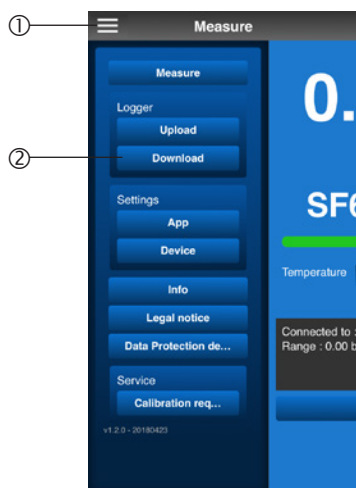 ① Measure
0.
Measure
Logger
Upload
② Download
SF6
Settings
App
Device
Temperature
Info
Legal notice
Connected to :
Range : 0.00 b
Data Protection de...
Service
Calibration req...
v1.2.0 - 20180423